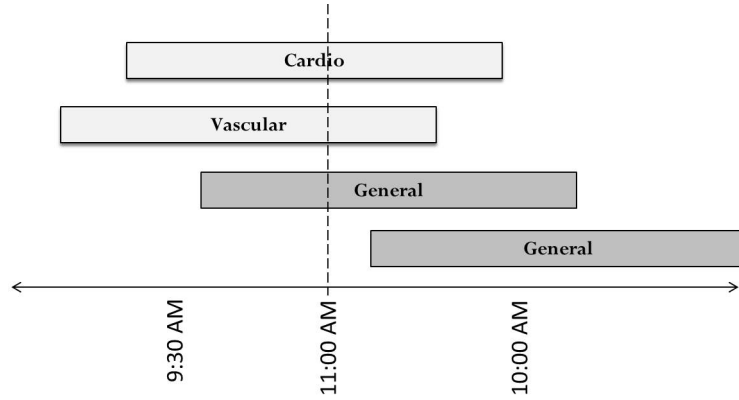 Cardio
Vascular
General
General
9:30 AM
11:00 AM
10:00 AM